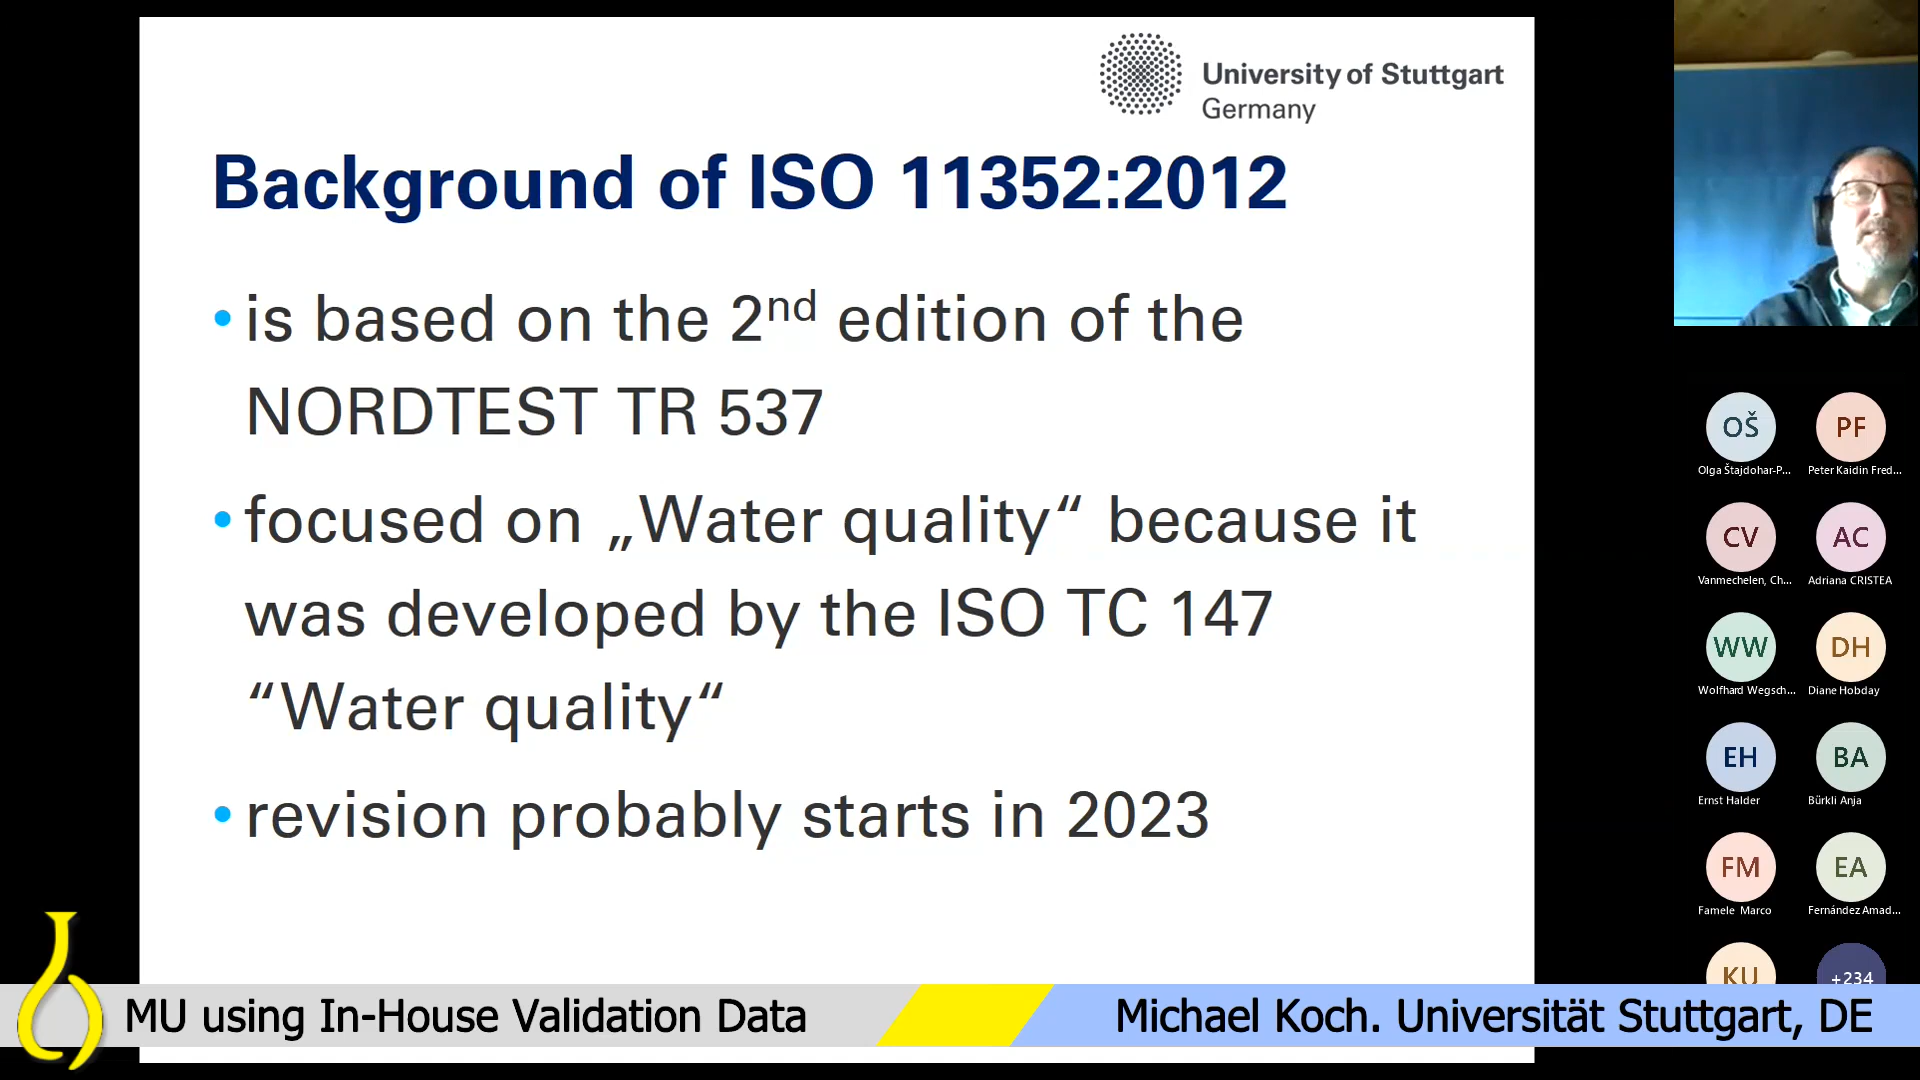 University of Stuttgart
Germany
Background of ISO 11352:2012
• is based on the 2nd edition of the
NORDTEST TR 537
• focused on „Water quality“ because it
was developed by the ISO TC 147
“Water quality“
• revision probably starts in 2023
OŠ
Olga Štajdohar-P...
PF
Peter Kaidin Fred...
CV
Vanmechelen, Ch...
AC
Adriana CRISTEA
WW
Wolfhard Wegsch...
DH
Diane Hobday
EH
Ernst Halder
BA
Bürkli Anja
FM
Famele Marco
EA
Fernández Amad...
KU
+234
MU using In-House Validation Data
Michael Koch. Universität Stuttgart, DE